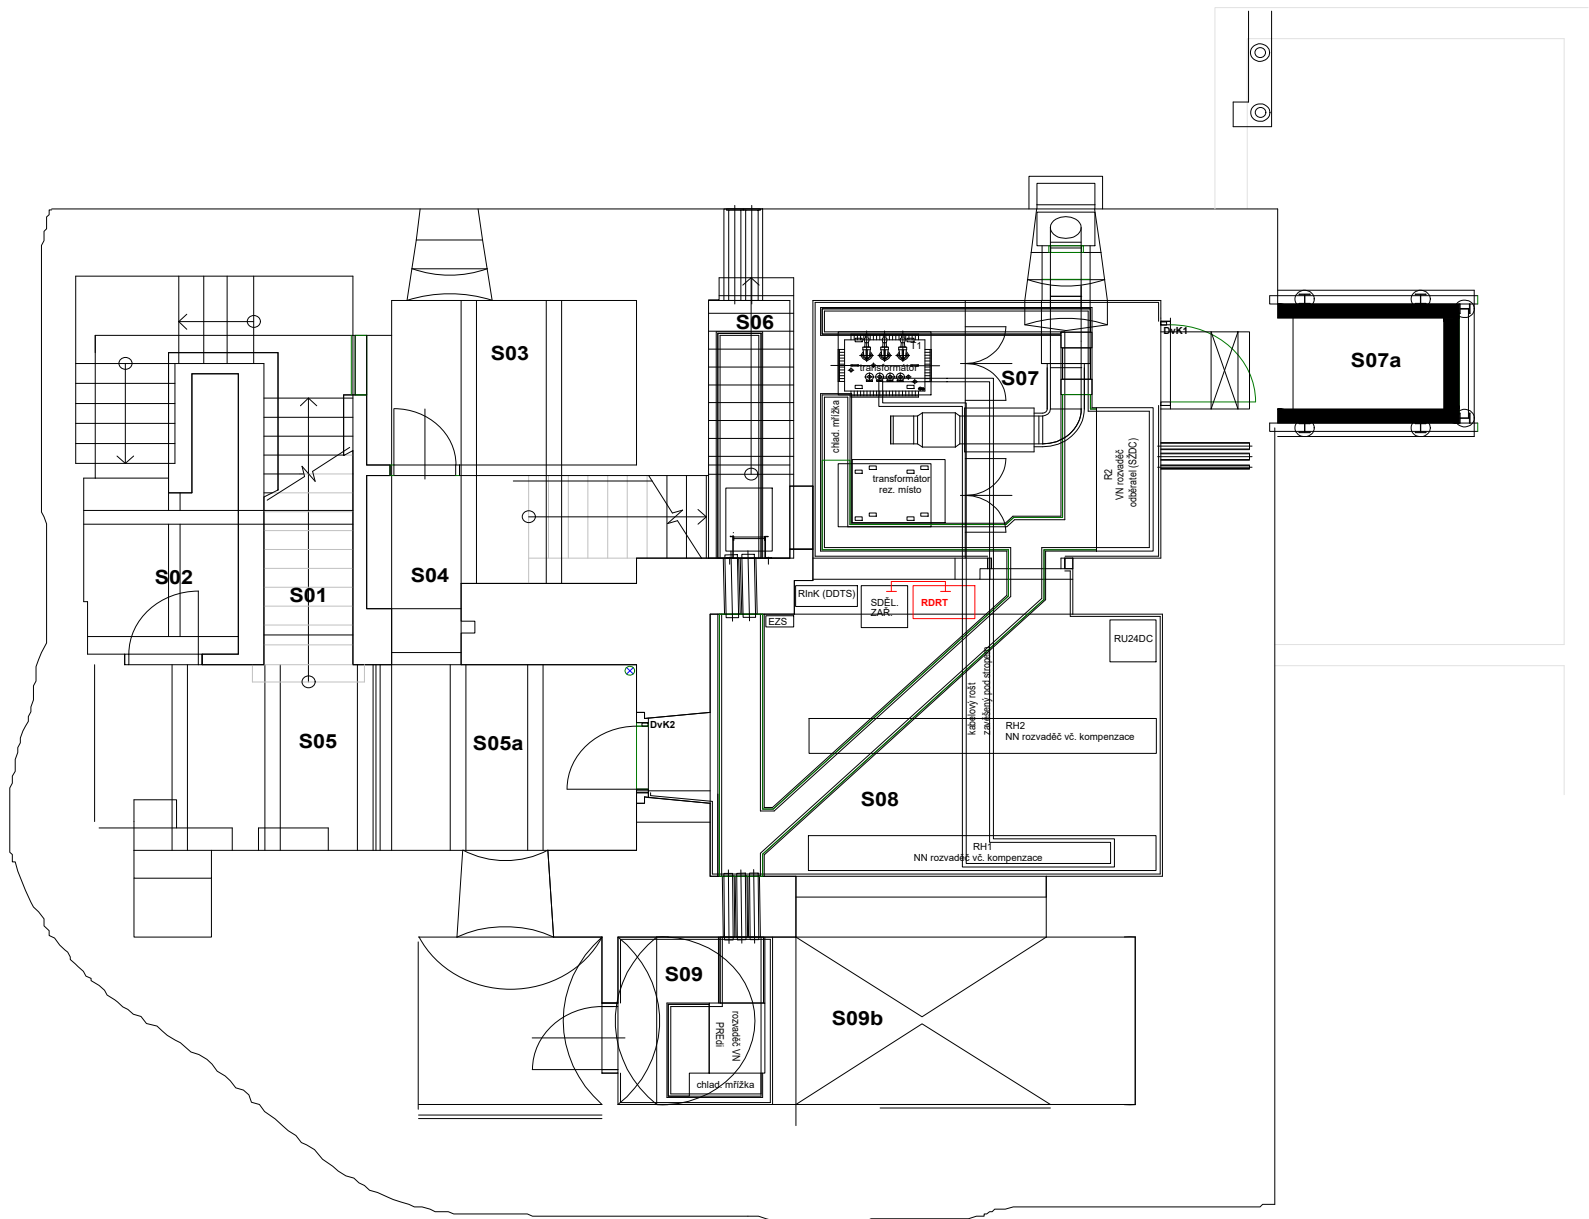 S06
S03
DvK1
S07a
T1
transformátor
S07
chlad. mřížka
R2
VN rozvaděč
odběratel (SŽDC)
transformátor
rez. místo
S02
S04
S01
RInK (DDTS)
SDĚL.
ZAŘ.
RDRT
EZS
RU24DC
kabelový rošt
zavěšený pod stropem
DvK2
RH2
NN rozvaděč vč. kompenzace
S05
S05a
S08
RH1
NN rozvaděč vč. kompenzace
S09
S09b
rozvaděč VN
PREdi
chlad. mřížka